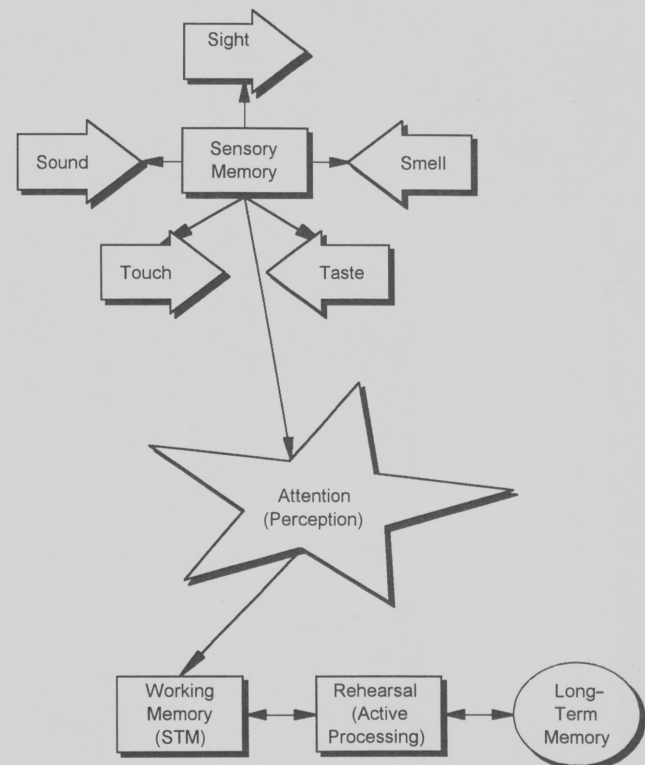 Sight
Sound
Sensory
Memory
Smell
Touch
Taste
Attention
(Perception)
Working
Memory
(STM)
Rehearsal
(Active
Processing)
Long–
Term
Memory